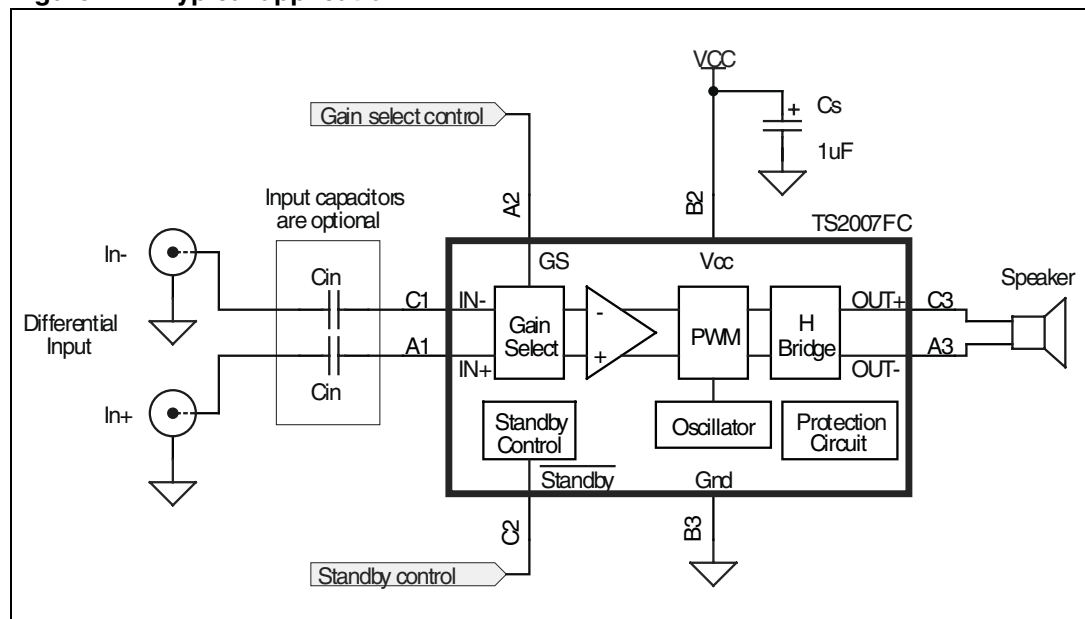 VCC
Gain select control
+
Cs
1uF
A2
B2
Input capacitors
are optional
TS2007FC
In-
GS
Vcc
Speaker
Cin
C1
IN-
OUT+
C3
Differential
Input
Gain
Select
-
+
PWM
H
Bridge
A1
IN+
OUT-
A3
Cin
In+
Standby
Control
Oscillator
Protection
Circuit
Standby
Gnd
C2
B3
Standby control